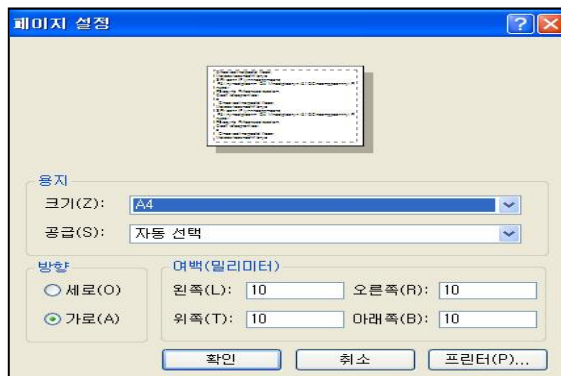 페이지 설정
용지
크기(Z): A4
공급(S): 자동 선택
방향
세로(O)
가로(A)
여백(밀리미터)
왼쪽(L): 10 오른쪽(R): 10
위쪽(T): 10 아래쪽(B): 10
확인 취소 프린터(P)...